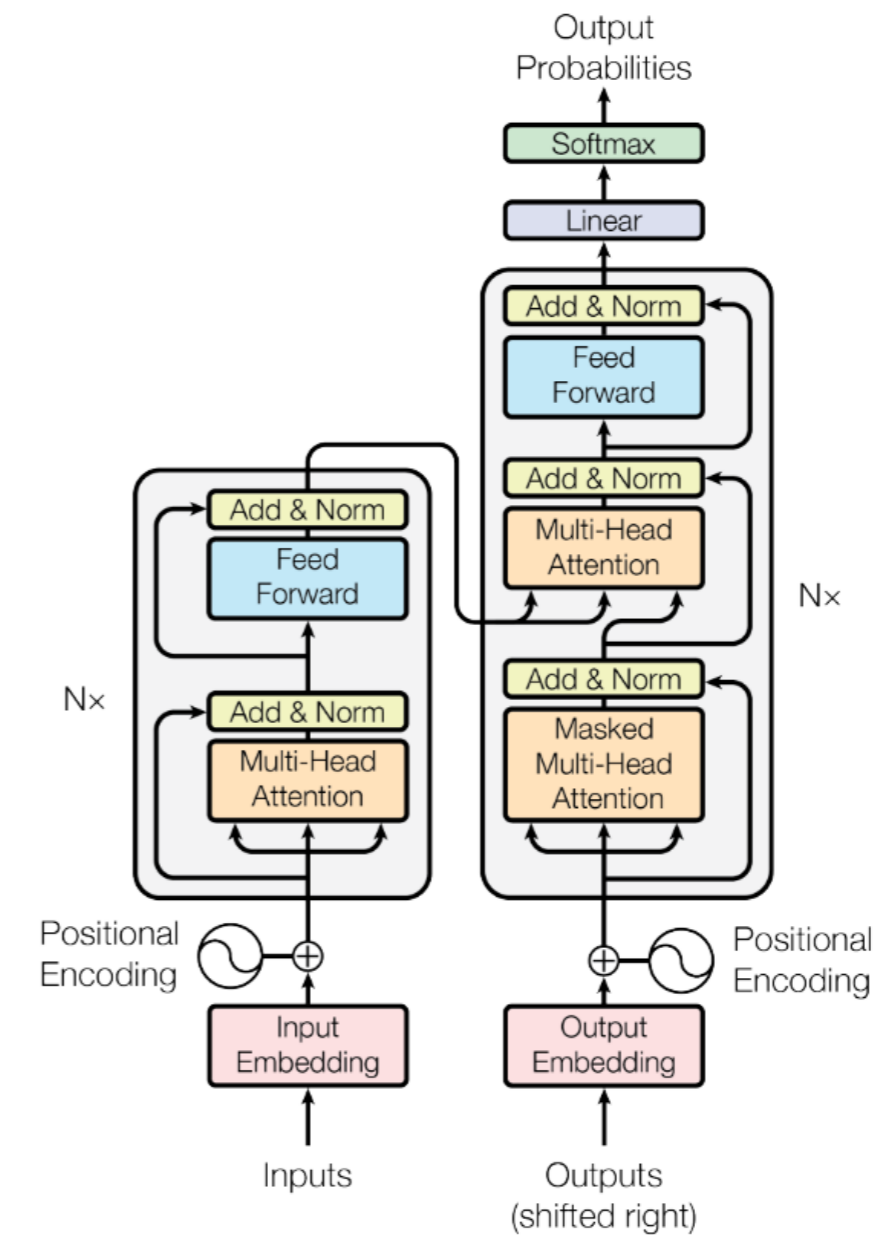 Output
Probabilities
Softmax
Linear
Add & Norm
Feed
Forward
Add & Norm
Multi-Head
Attention
N×
Add & Norm
Masked
Multi-Head
Attention
Positional
Encoding
Output
Embedding
Outputs
(shifted right)
Add & Norm
Feed
Forward
N×
Add & Norm
Multi-Head
Attention
Positional
Encoding
Input
Embedding
Inputs